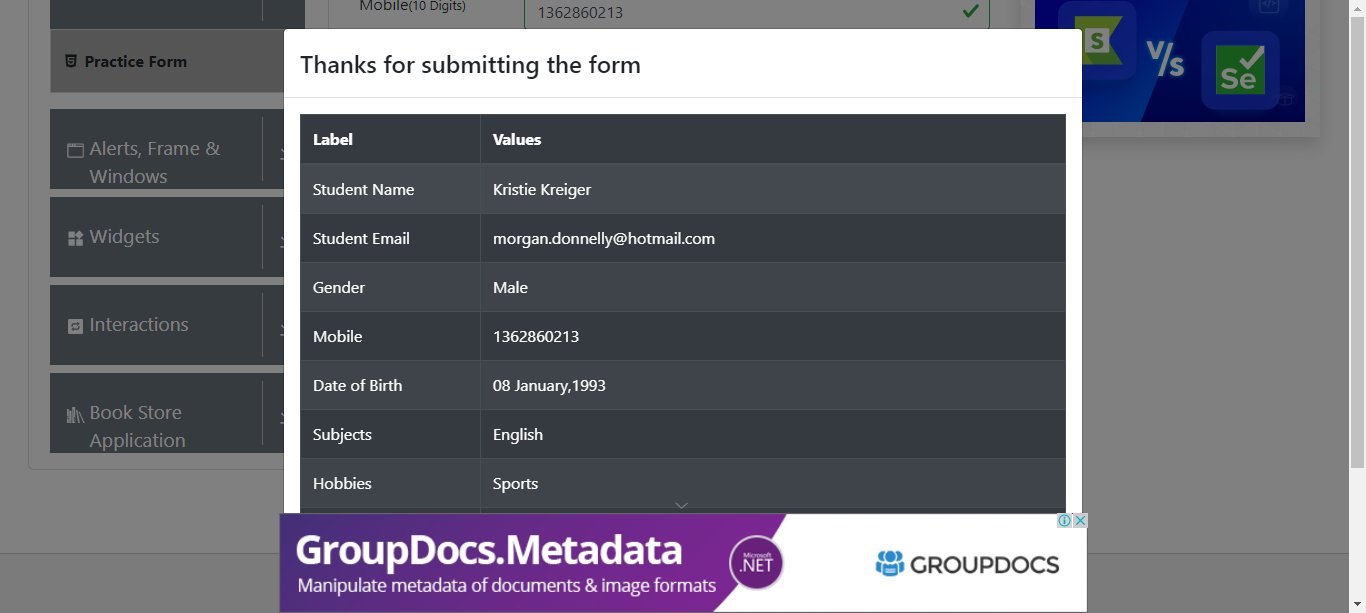 Mobile(10 Digits)
1362860213
Practice Form
Alerts, Frame &
Windows
Widgets
Interactions
Book Store
Application
Thanks for submitting the form
Label Values
Student Name Kristie Kreiger
Student Email morgan.donnelly@hotmail.com
Gender Male
Mobile 1362860213
Date of Birth 08 January,1993
Subjects English
Hobbies Sports
S
V/s
Se
GroupDocs.Metadata
Manipulate metadata of documents & image formats
Microsoft
.NET
GROUPDOCS